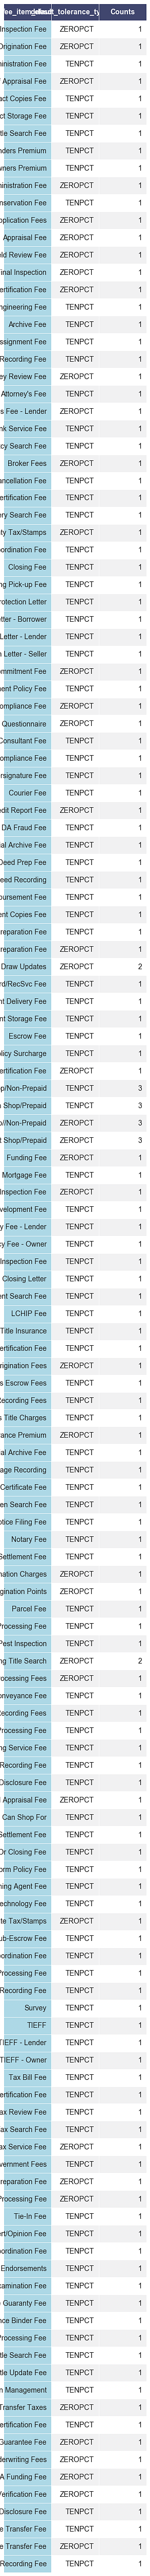 Counts
Inspection Fee ZEROPCT 1
Origination Fee ZEROPCT 1
ministration Fee TENPCT 1
Appraisal Fee ZEROPCT 1
act Copies Fee TENPCT 1
ct Storage Fee TENPCT 1
tle Search Fee TENPCT 1
nders Premium TENPCT 1
wners Premium TENPCT 1
ministration Fee ZEROPCT 1
nservation Fee TENPCT 1
pplication Fees ZEROPCT 1
Appraisal Fee ZEROPCT 1
eld Review Fee ZEROPCT 1
inal Inspection ZEROPCT 1
ertification Fee ZEROPCT 1
ngineering Fee TENPCT 1
Archive Fee TENPCT 1
ssignment Fee TENPCT 1
Recording Fee TENPCT 1
ey Review Fee ZEROPCT 1
Attorney's Fee TENPCT 1
s Fee - Lender ZEROPCT 1
nk Service Fee TENPCT 1
cy Search Fee TENPCT 1
Broker Fees ZEROPCT 1
ancellation Fee TENPCT 1
ertification Fee TENPCT 1
ery Search Fee TENPCT 1
ty Tax/Stamps ZEROPCT 1
ordination Fee TENPCT 1
Closing Fee TENPCT 1
ng Pick-up Fee TENPCT 1
rotection Letter TENPCT 1
etter - Borrower TENPCT 1
Letter - Lender TENPCT 1
Letter - Seller TENPCT 1
ommitment Fee ZEROPCT 1
ent Policy Fee TENPCT 1
ompliance Fee ZEROPCT 1
Questionnaire ZEROPCT 1
Consultant Fee TENPCT 1
ompliance Fee TENPCT 1
rsignature Fee TENPCT 1
Courier Fee TENPCT 1
edit Report Fee ZEROPCT 1
DA Fraud Fee TENPCT 1
al Archive Fee TENPCT 1
Deed Prep Fee TENPCT 1
eed Recording TENPCT 1
oursement Fee TENPCT 1
ent Copies Fee TENPCT 1
reparation Fee TENPCT 1
reparation Fee ZEROPCT 1
Draw Updates ZEROPCT 2
rd/RecSvc Fee TENPCT 1
nt Delivery Fee TENPCT 1
nt Storage Fee TENPCT 1
Escrow Fee TENPCT 1
licy Surcharge TENPCT 1
ertification Fee ZEROPCT 1
p/Non-Prepaid TENPCT 3
Shop/Prepaid TENPCT 3
o/Non-Prepaid ZEROPCT 3
t Shop/Prepaid ZEROPCT 3
Funding Fee ZEROPCT 1
Mortgage Fee TENPCT 1
Inspection Fee ZEROPCT 1
velopment Fee TENPCT 1
y Fee - Lender TENPCT 1
cy Fee - Owner TENPCT 1
Inspection Fee TENPCT 1
Closing Letter TENPCT 1
ent Search Fee TENPCT 1
LCHIP Fee TENPCT 1
Title Insurance TENPCT 1
ertification Fee TENPCT 1
rigination Fees ZEROPCT 1
s Escrow Fees TENPCT 1
Recording Fees TENPCT 1
s Title Charges TENPCT 1
rance Premium ZEROPCT 1
al Archive Fee TENPCT 1
age Recording TENPCT 1
Certificate Fee TENPCT 1
en Search Fee TENPCT 1
otice Filing Fee TENPCT 1
Notary Fee TENPCT 1
Settlement Fee TENPCT 1
nation Charges ZEROPCT 1
gination Points ZEROPCT 1
Parcel Fee TENPCT 1
Processing Fee TENPCT 1
Pest Inspection TENPCT 1
ng Title Search ZEROPCT 2
rocessing Fees ZEROPCT 1
onveyance Fee TENPCT 1
Recording Fees TENPCT 1
Processing Fee TENPCT 1
ng Service Fee TENPCT 1
Recording Fee TENPCT 1
Disclosure Fee TENPCT 1
Appraisal Fee ZEROPCT 1
Can Shop For TENPCT 1
Settlement Fee TENPCT 1
Or Closing Fee TENPCT 1
orm Policy Fee TENPCT 1
ning Agent Fee TENPCT 1
echnology Fee TENPCT 1
te Tax/Stamps ZEROPCT 1
ub-Escrow Fee TENPCT 1
ordination Fee TENPCT 1
Processing Fee TENPCT 1
Recording Fee TENPCT 1
Survey TENPCT 1
TIEFF TENPCT 1
TIEFF - Lender TENPCT 1
TIEFF - Owner TENPCT 1
Tax Bill Fee TENPCT 1
ertification Fee TENPCT 1
ax Review Fee TENPCT 1
ax Search Fee TENPCT 1
ax Service Fee ZEROPCT 1
vernment Fees TENPCT 1
reparation Fee ZEROPCT 1
Processing Fee ZEROPCT 1
Tie-In Fee TENPCT 1
rt/Opinion Fee TENPCT 1
ordination Fee TENPCT 1
Endorsements TENPCT 1
xamination Fee TENPCT 1
Guaranty Fee TENPCT 1
nce Binder Fee TENPCT 1
Processing Fee TENPCT 1
tle Search Fee TENPCT 1
tle Update Fee TENPCT 1
n Management TENPCT 1
Transfer Taxes ZEROPCT 1
ertification Fee TENPCT 1
Guarantee Fee ZEROPCT 1
derwriting Fees ZEROPCT 1
A Funding Fee ZEROPCT 1
Verification Fee ZEROPCT 1
Disclosure Fee TENPCT 1
e Transfer Fee TENPCT 1
e Transfer Fee ZEROPCT 1
Recording Fee TENPCT 1